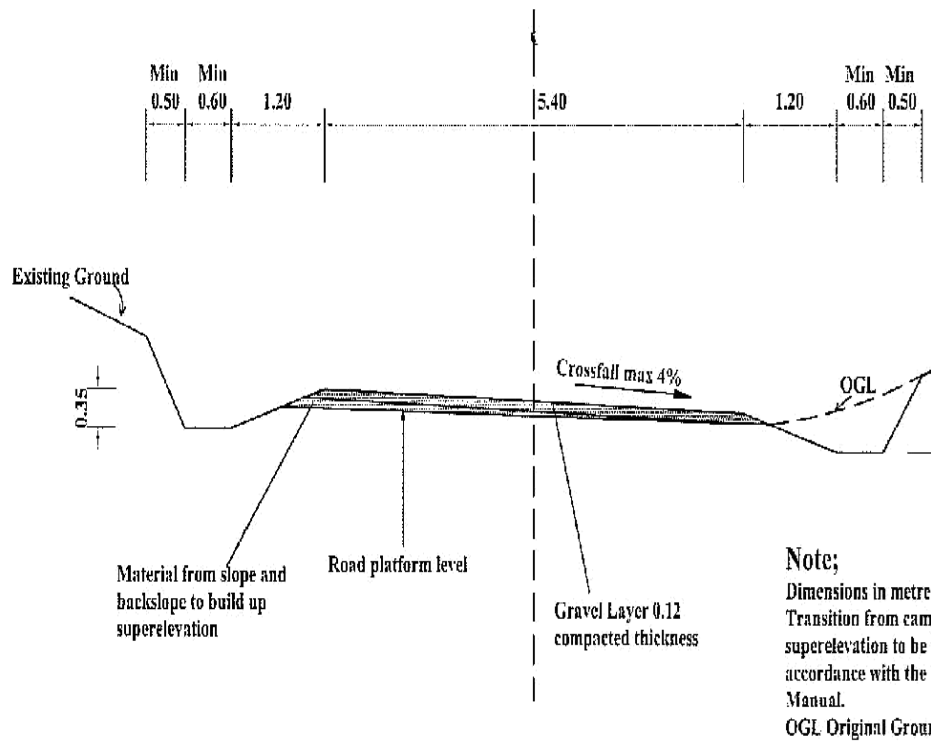 Min
Min
Min
Min
0.50
0.60
1.20
5.40
1.20
0.60
0.50
Existing Ground
Crossfall max 4%
OGL
0.35
Road platform level
Material from slope and
backslope to build up
superelevation
Gravel Layer 0.12
compacted thickness
Note;
Dimensions in metre
Transition from cam
superelevation to be
accordance with the
Manual.
OGL Original Groun